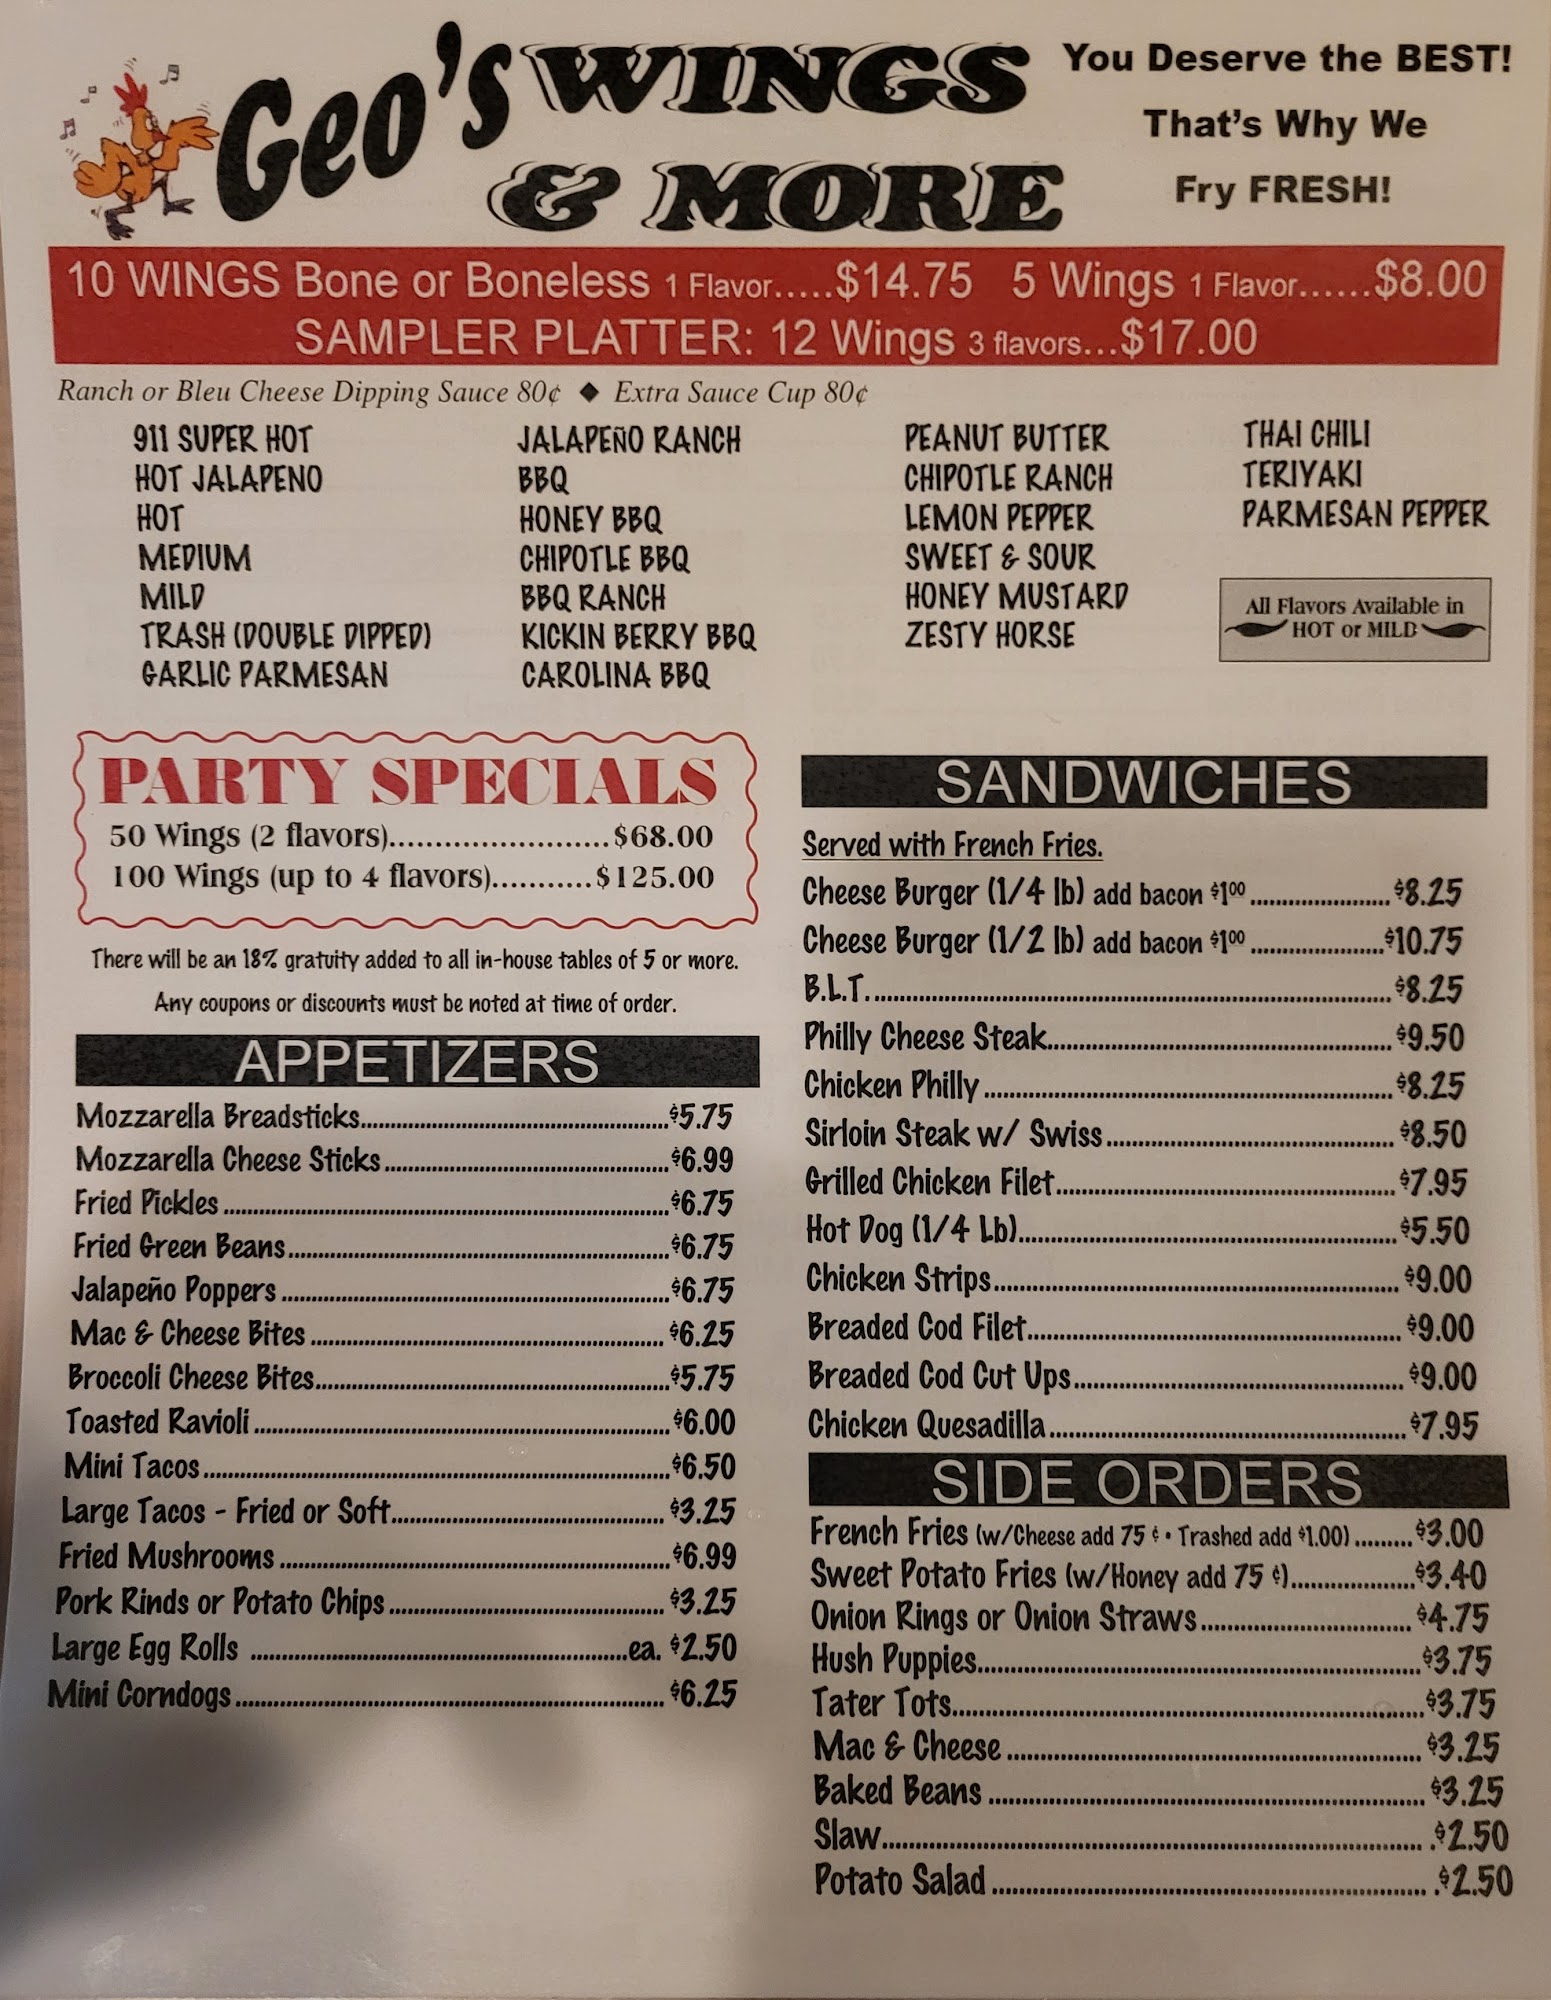 Geo's WINGS
& MORE
You Deserve the BEST!
That's Why We
Fry FRESH!
10 WINGS Bone or Boneless 1 Flavor.....$14.75 5 Wings 1 Flavor......$8.00
SAMPLER PLATTER: 12 Wings 3 flavors...$17.00
Ranch or Bleu Cheese Dipping Sauce 80¢ ◆ Extra Sauce Cup 80¢
911 SUPER HOT
HOT JALAPENO
HOT
MEDIUM
MILD
TRASH (DOUBLE DIPPED)
GARLIC PARMESAN
JALAPEÑO RANCH
BBQ
HONEY BBQ
CHIPOTLE BBQ
BBQ RANCH
KICKIN BERRY BBQ
CAROLINA BBQ
PEANUT BUTTER
CHIPOTLE RANCH
LEMON PEPPER
SWEET & SOUR
HONEY MUSTARD
ZESTY HORSE
THAI CHILI
TERIYAKI
PARMESAN PEPPER
All Flavors Available in
HOT or MILD
PARTY SPECIALS
50 Wings (2 flavors)........................$68.00
100 Wings (up to 4 flavors)...........$125.00
There will be an 18% gratuity added to all in-house tables of 5 or more.
Any coupons or discounts must be noted at time of order.
APPETIZERS
Mozzarella Breadsticks..........$5.75
Mozzarella Cheese Sticks..........$6.99
Fried Pickles..........$6.75
Fried Green Beans..........$6.75
Jalapeño Poppers..........$6.75
Mac & Cheese Bites..........$6.25
Broccoli Cheese Bites..........$5.75
Toasted Ravioli..........$6.00
Mini Tacos..........$6.50
Large Tacos - Fried or Soft..........$3.25
Fried Mushrooms..........$6.99
Pork Rinds or Potato Chips..........$3.25
Large Egg Rolls..........ea. $2.50
Mini Corndogs..........$6.25
SANDWICHES
Served with French Fries.
Cheese Burger (1/4 lb) add bacon $1.00..........$8.25
Cheese Burger (1/2 lb) add bacon $1.00..........$10.75
B.L.T...........$8.25
Philly Cheese Steak..........$9.50
Chicken Philly..........$8.25
Sirloin Steak w/ Swiss..........$8.50
Grilled Chicken Filet..........$7.95
Hot Dog (1/4 Lb)..........$5.50
Chicken Strips..........$9.00
Breaded Cod Filet..........$9.00
Breaded Cod Cut Ups..........$9.00
Chicken Quesadilla..........$7.95
SIDE ORDERS
French Fries (w/Cheese add 75 ¢ • Trashed add $1.00).........$3.00
Sweet Potato Fries (w/Honey add 75 ¢)..........$3.40
Onion Rings or Onion Straws..........$4.75
Hush Puppies..........$3.75
Tater Tots..........$3.75
Mac & Cheese..........$3.25
Baked Beans..........$3.25
Slaw..........$2.50
Potato Salad..........$2.50